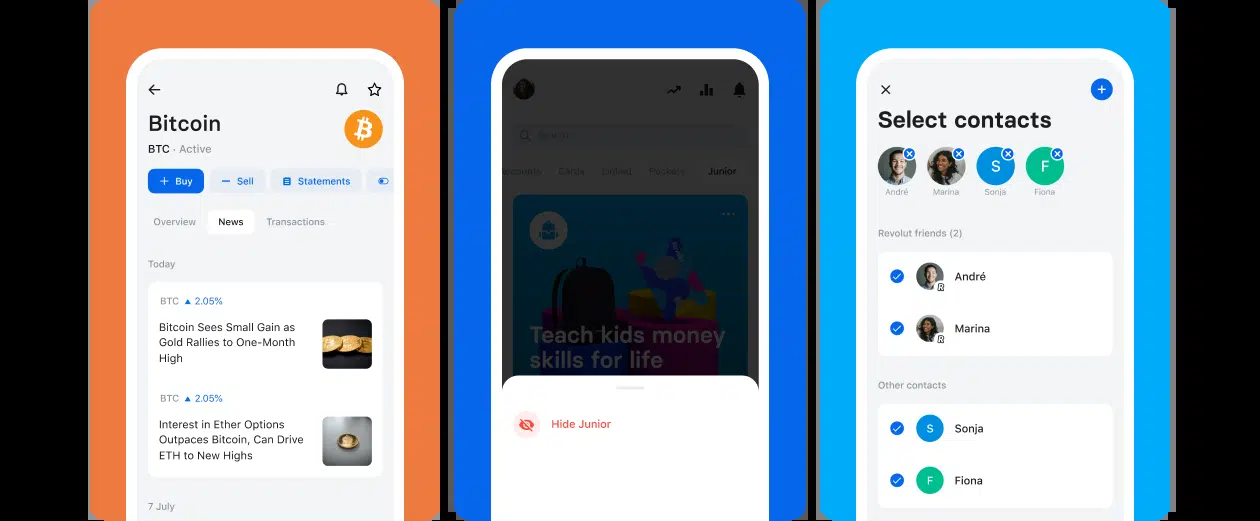 Bitcoin
BTC · Active
+ Buy
− Sell
Statements
Overview
News
Transactions
Today
BTC ▲ 2.05%
Bitcoin Sees Small Gain as
Gold Rallies to One-Month
High
BTC ▲ 2.05%
Interest in Ether Options
Outpaces Bitcoin, Can Drive
ETH to New Highs
7 July
Search
Cards
Linked
Pockets
Junior
Teach kids money
skills for life
Hide Junior
Select contacts
S
F
André
Marina
Sonja
Fiona
Revolut friends (2)
André
Marina
Other contacts
S
Sonja
F
Fiona